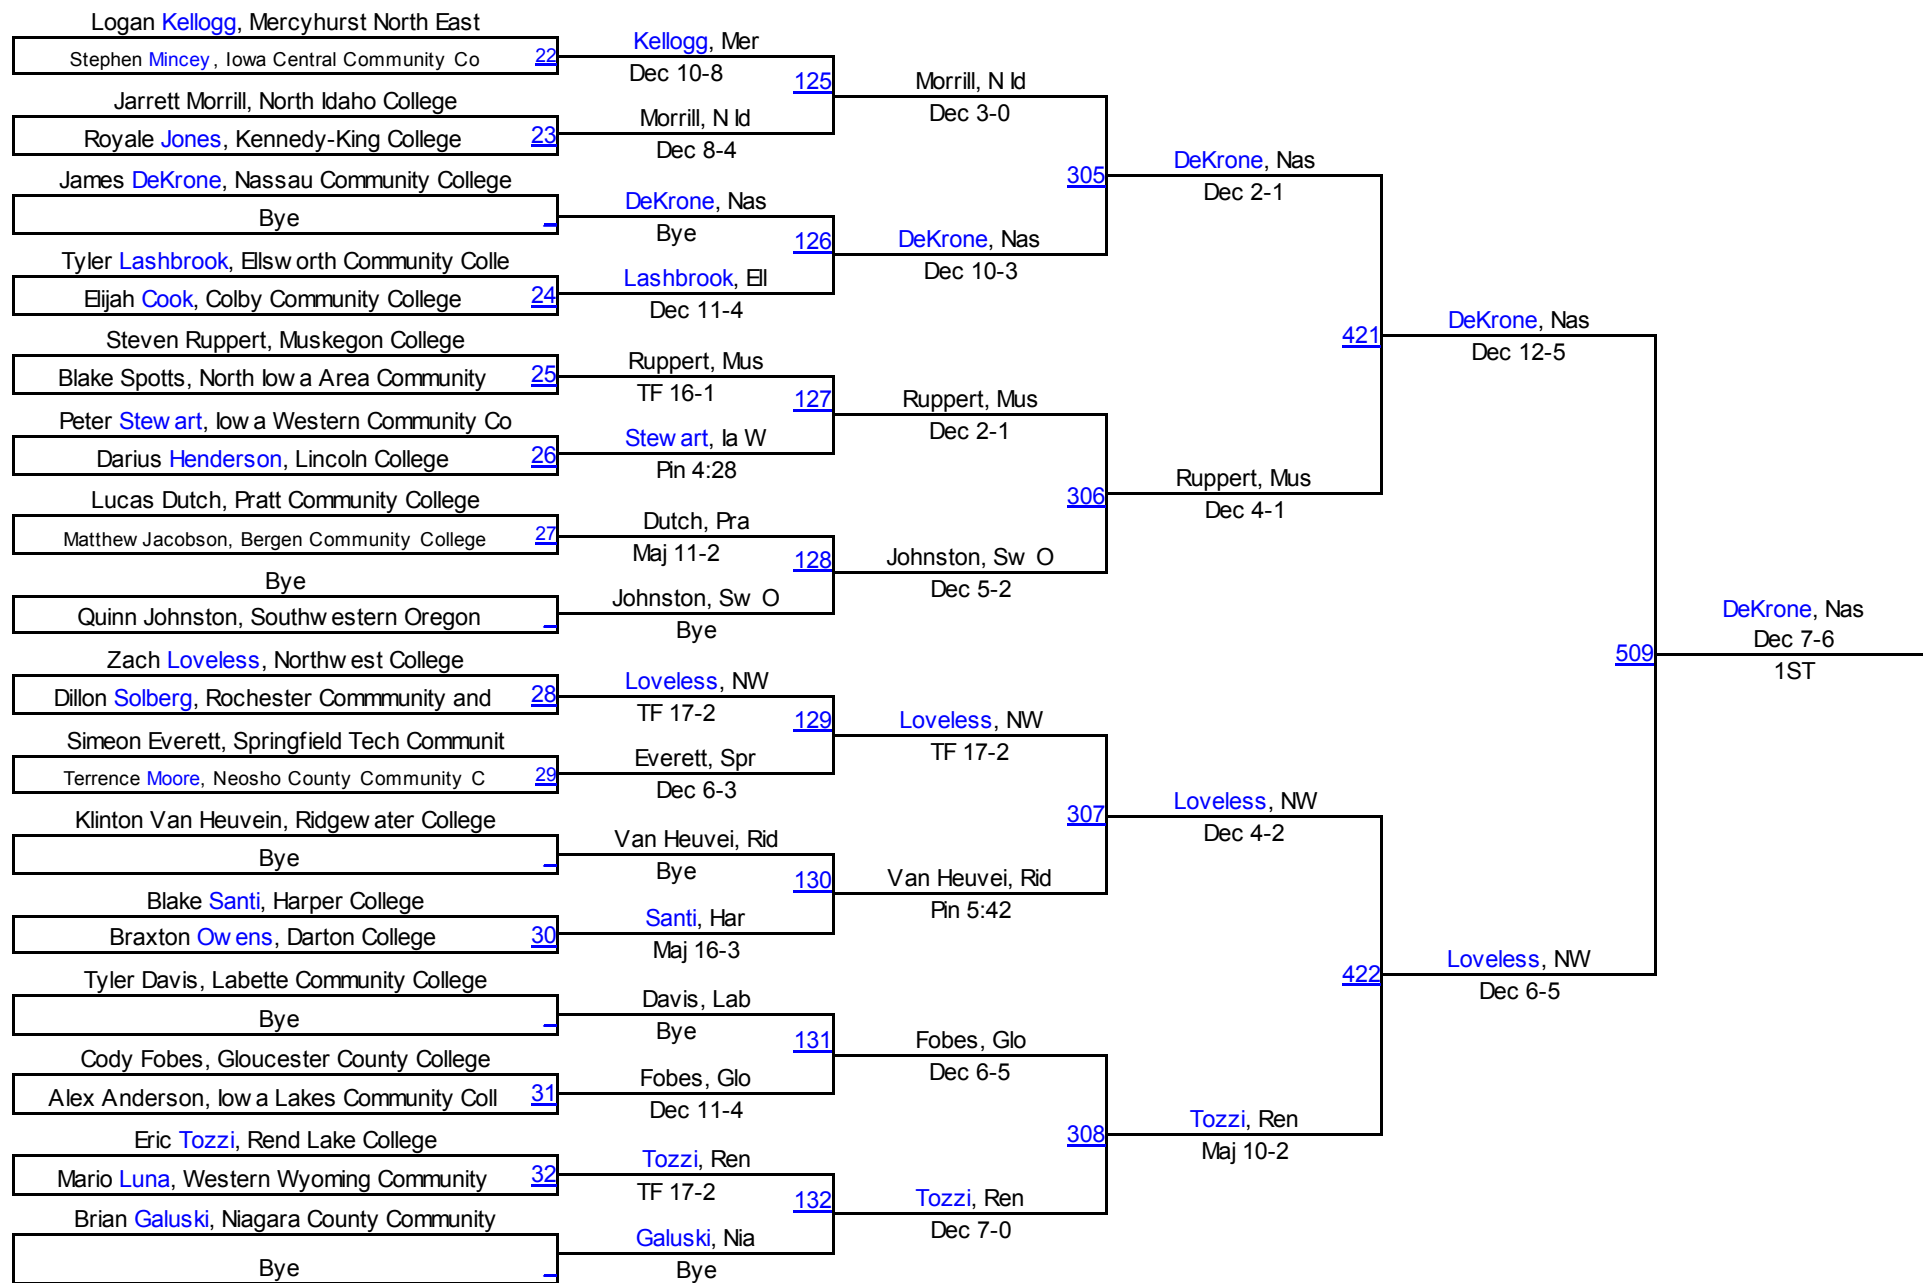 Logan Kellogg, Mercyhurst North East
Stephen Mincey, Iowa Central Community Co 22
Jarrett Morrill, North Idaho College
Royale Jones, Kennedy-King College 23
James DeKrone, Nassau Community College
Bye
Tyler Lashbrook, Ellsworth Community Colle
Elijah Cook, Colby Community College 24
Steven Ruppert, Muskegon College
Blake Spotts, North Iowa Area Community 25
Peter Stewart, Iowa Western Community Co
Darius Henderson, Lincoln College 26
Lucas Dutch, Pratt Community College
Matthew Jacobson, Bergen Community College 27
Bye
Quinn Johnston, Southwestern Oregon
Zach Loveless, Northwest College
Dillon Solberg, Rochester Commmunity and 28
Simeon Everett, Springfield Tech Communit
Terrence Moore, Neosho County Community C 29
Klinton Van Heuvein, Ridgewater College
Bye
Blake Santi, Harper College
Braxton Owens, Darton College 30
Tyler Davis, Labette Community College
Bye
Cody Fobes, Gloucester County College
Alex Anderson, Iowa Lakes Community Coll 31
Eric Tozzi, Rend Lake College
Mario Luna, Western Wyoming Community 32
Brian Galuski, Niagara County Community
Bye
Kellogg, Mer
Dec 10-8
125
Morrill, N Id
Dec 8-4
DeKrone, Nas
Bye
126
Lashbrook, Ell
Dec 11-4
Ruppert, Mus
TF 16-1
127
Stewart, Ia W
Pin 4:28
Dutch, Pra
Maj 11-2
128
Johnston, Sw O
Bye
Loveless, NW
TF 17-2
129
Everett, Spr
Dec 6-3
Van Heuvei, Rid
Bye
130
Santi, Har
Maj 16-3
Davis, Lab
Bye
131
Fobes, Glo
Dec 11-4
Tozzi, Ren
TF 17-2
132
Galuski, Nia
Bye
Morrill, N Id
Dec 3-0
305
DeKrone, Nas
Dec 10-3
Ruppert, Mus
Dec 2-1
306
Johnston, Sw O
Dec 5-2
Loveless, NW
TF 17-2
307
Van Heuvei, Rid
Pin 5:42
Fobes, Glo
Dec 6-5
308
Tozzi, Ren
Dec 7-0
DeKrone, Nas
Dec 2-1
421
Ruppert, Mus
Dec 4-1
Loveless, NW
Dec 4-2
422
Tozzi, Ren
Maj 10-2
DeKrone, Nas
Dec 12-5
509
Loveless, NW
Dec 6-5
DeKrone, Nas
Dec 7-6
1ST